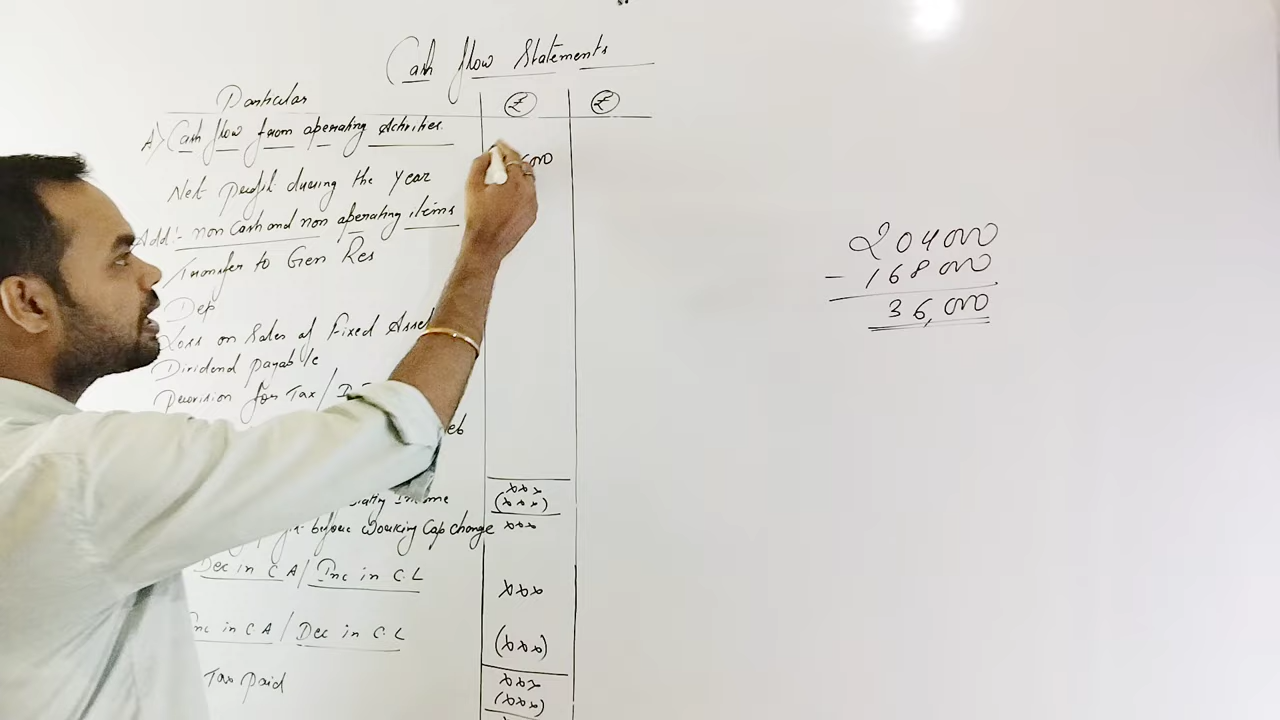 Cash flow Statements
Particular ₹ ₹
A) Cash flow from operating Activities.
Net profit during the year
Add:- non Cash and non operating items
Transfer to Gen Res
Dep
Loss on Sales of Fixed Asset
Dividend payable
provision for Tax /
xxx
Income (xxx)
before Working Cap change xxx
Dec in C A / Inc in C. L xxx
Inc in C A / Dec in C L (xxx)
xxx
Tax paid (xxx)
204000
- 168000
36,000